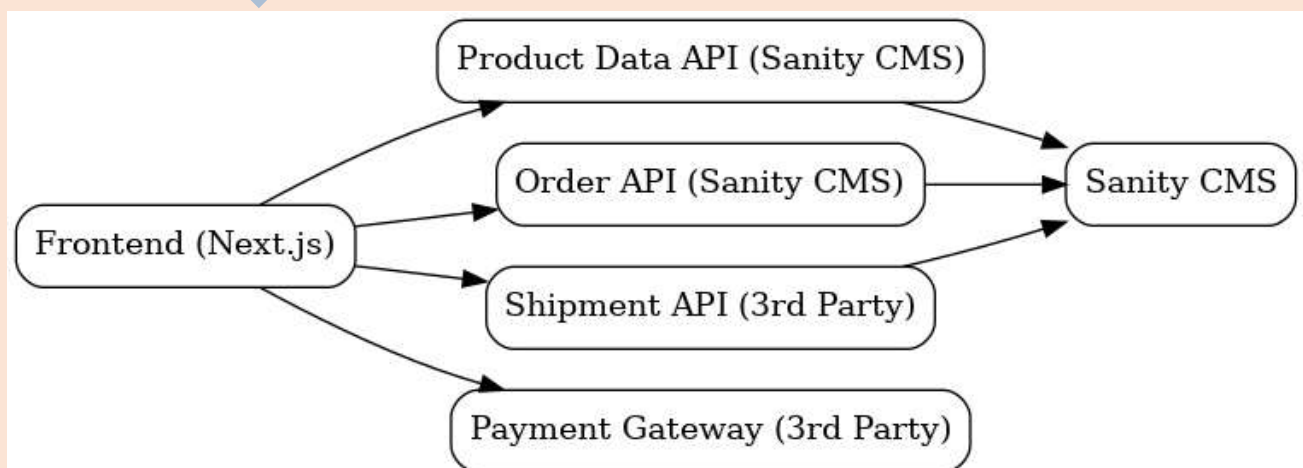 Product Data API (Sanity CMS)
Order API (Sanity CMS)
Sanity CMS
Frontend (Next.js)
Shipment API (3rd Party)
Payment Gateway (3rd Party)